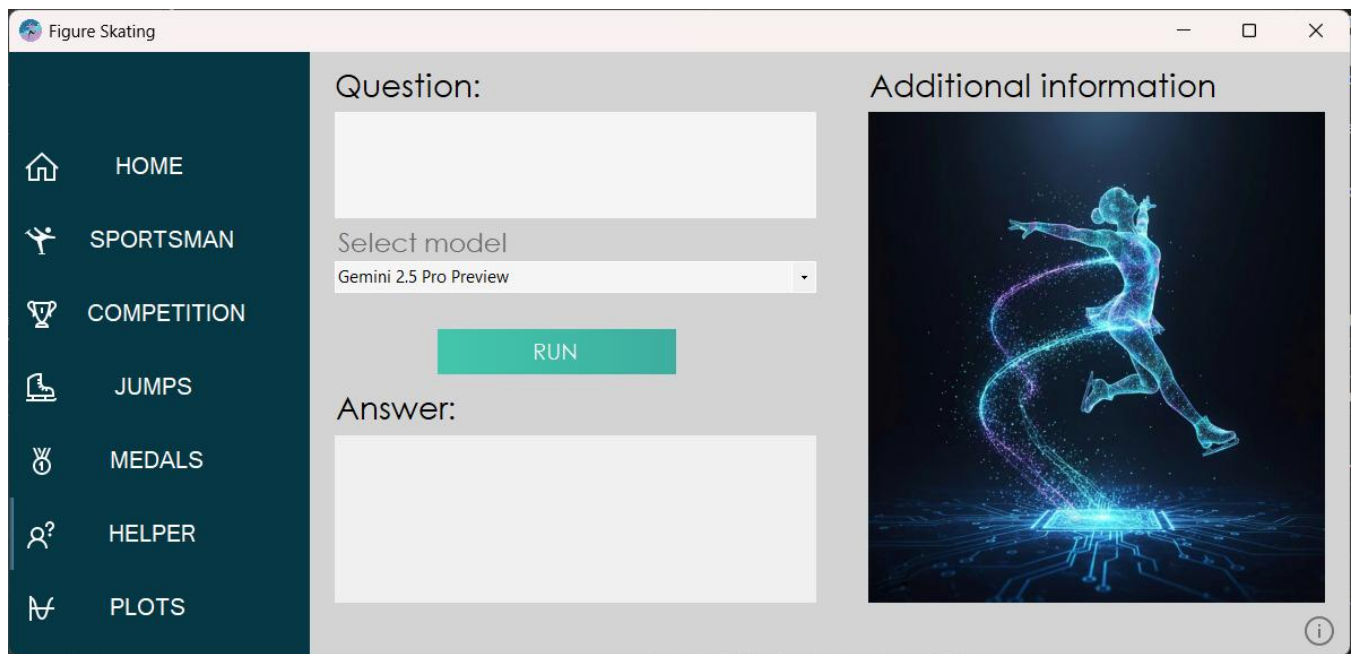 Figure Skating
HOME
SPORTSMAN
COMPETITION
JUMPS
MEDALS
HELPER
PLOTS
Question:
Select model
Gemini 2.5 Pro Preview
RUN
Answer:
Additional information